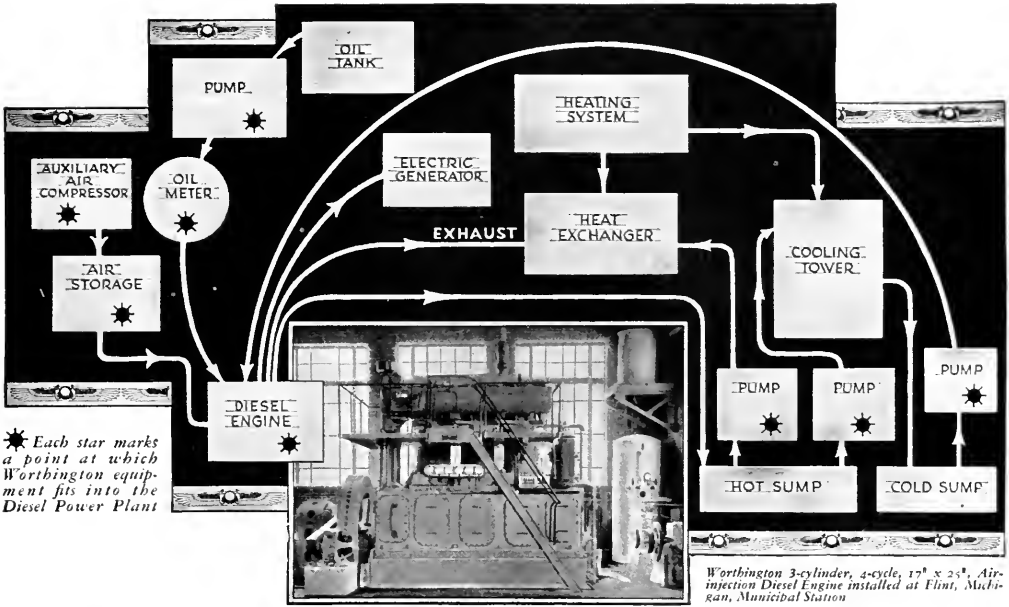 OIL
TANK
PUMP
HEATING
SYSTEM
AUXILIARY
AIR
COMPRESSOR
OIL
METER
ELECTRIC
GENERATOR
EXHAUST
HEAT
EXCHANGER
COOLING
TOWER
AIR
STORAGE
DIESEL
ENGINE
PUMP
PUMP
PUMP
HOT SUMP
COLD SUMP
Each star marks
a point at which
Worthington equip-
ment fits into the
Diesel Power Plant
Worthington 3-cylinder, 4-cycle, 17" x 25", Air-
injection Diesel Engine installed at Flint, Michi-
gan, Municipal Station